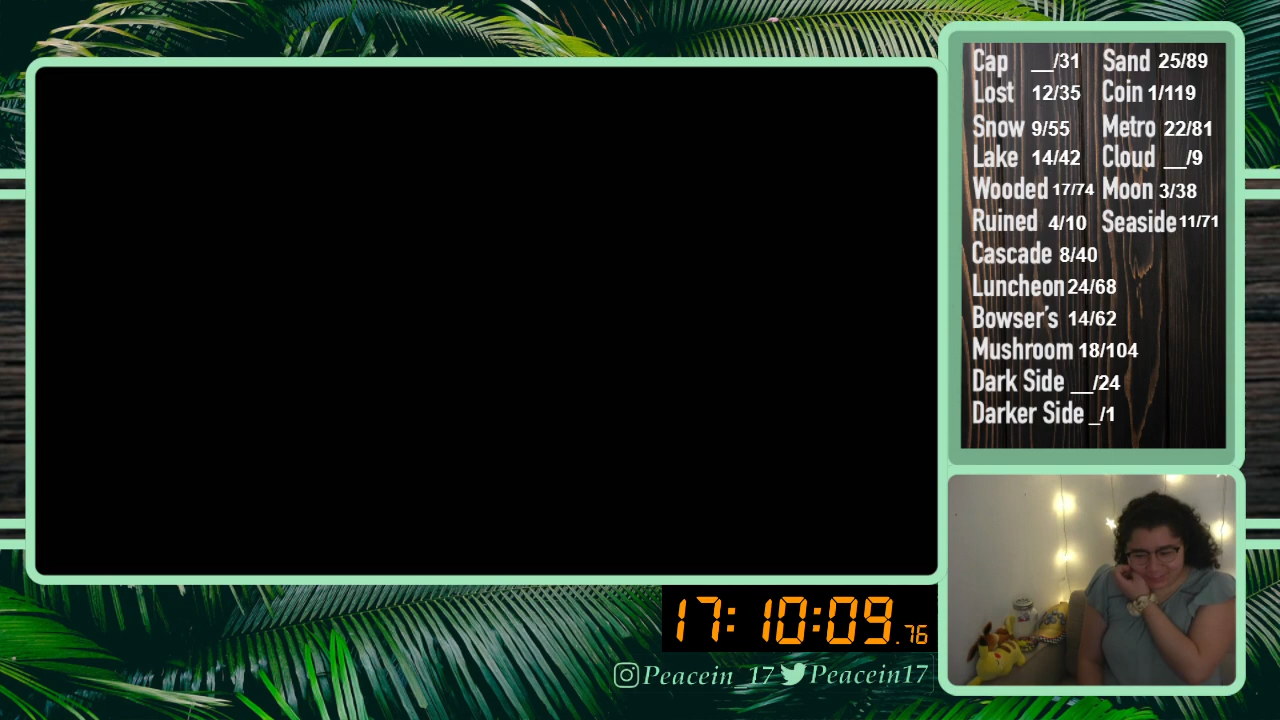 Cap __/31 Sand 25/89
Lost 12/35 Coin 1/119
Snow 9/55 Metro 22/81
Lake 14/42 Cloud __/9
Wooded 17/74 Moon 3/38
Ruined 4/10 Seaside 11/71
Cascade 8/40
Luncheon 24/68
Bowser's 14/62
Mushroom 18/104
Dark Side __/24
Darker Side _/1
17:10:09.76
Peacein_17 Peacein17